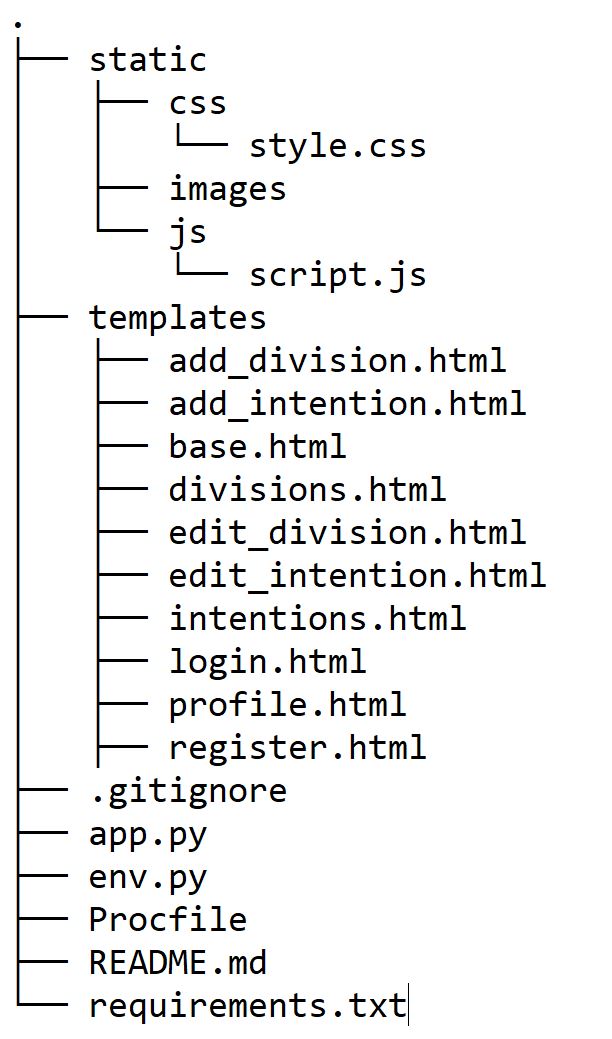 .
├── static
│   ├── css
│   │   └── style.css
│   ├── images
│   └── js
│       └── script.js
├── templates
│   ├── add_division.html
│   ├── add_intention.html
│   ├── base.html
│   ├── divisions.html
│   ├── edit_division.html
│   ├── edit_intention.html
│   ├── intentions.html
│   ├── login.html
│   ├── profile.html
│   ├── register.html
├── .gitignore
├── app.py
├── env.py
├── Procfile
├── README.md
└── requirements.txt